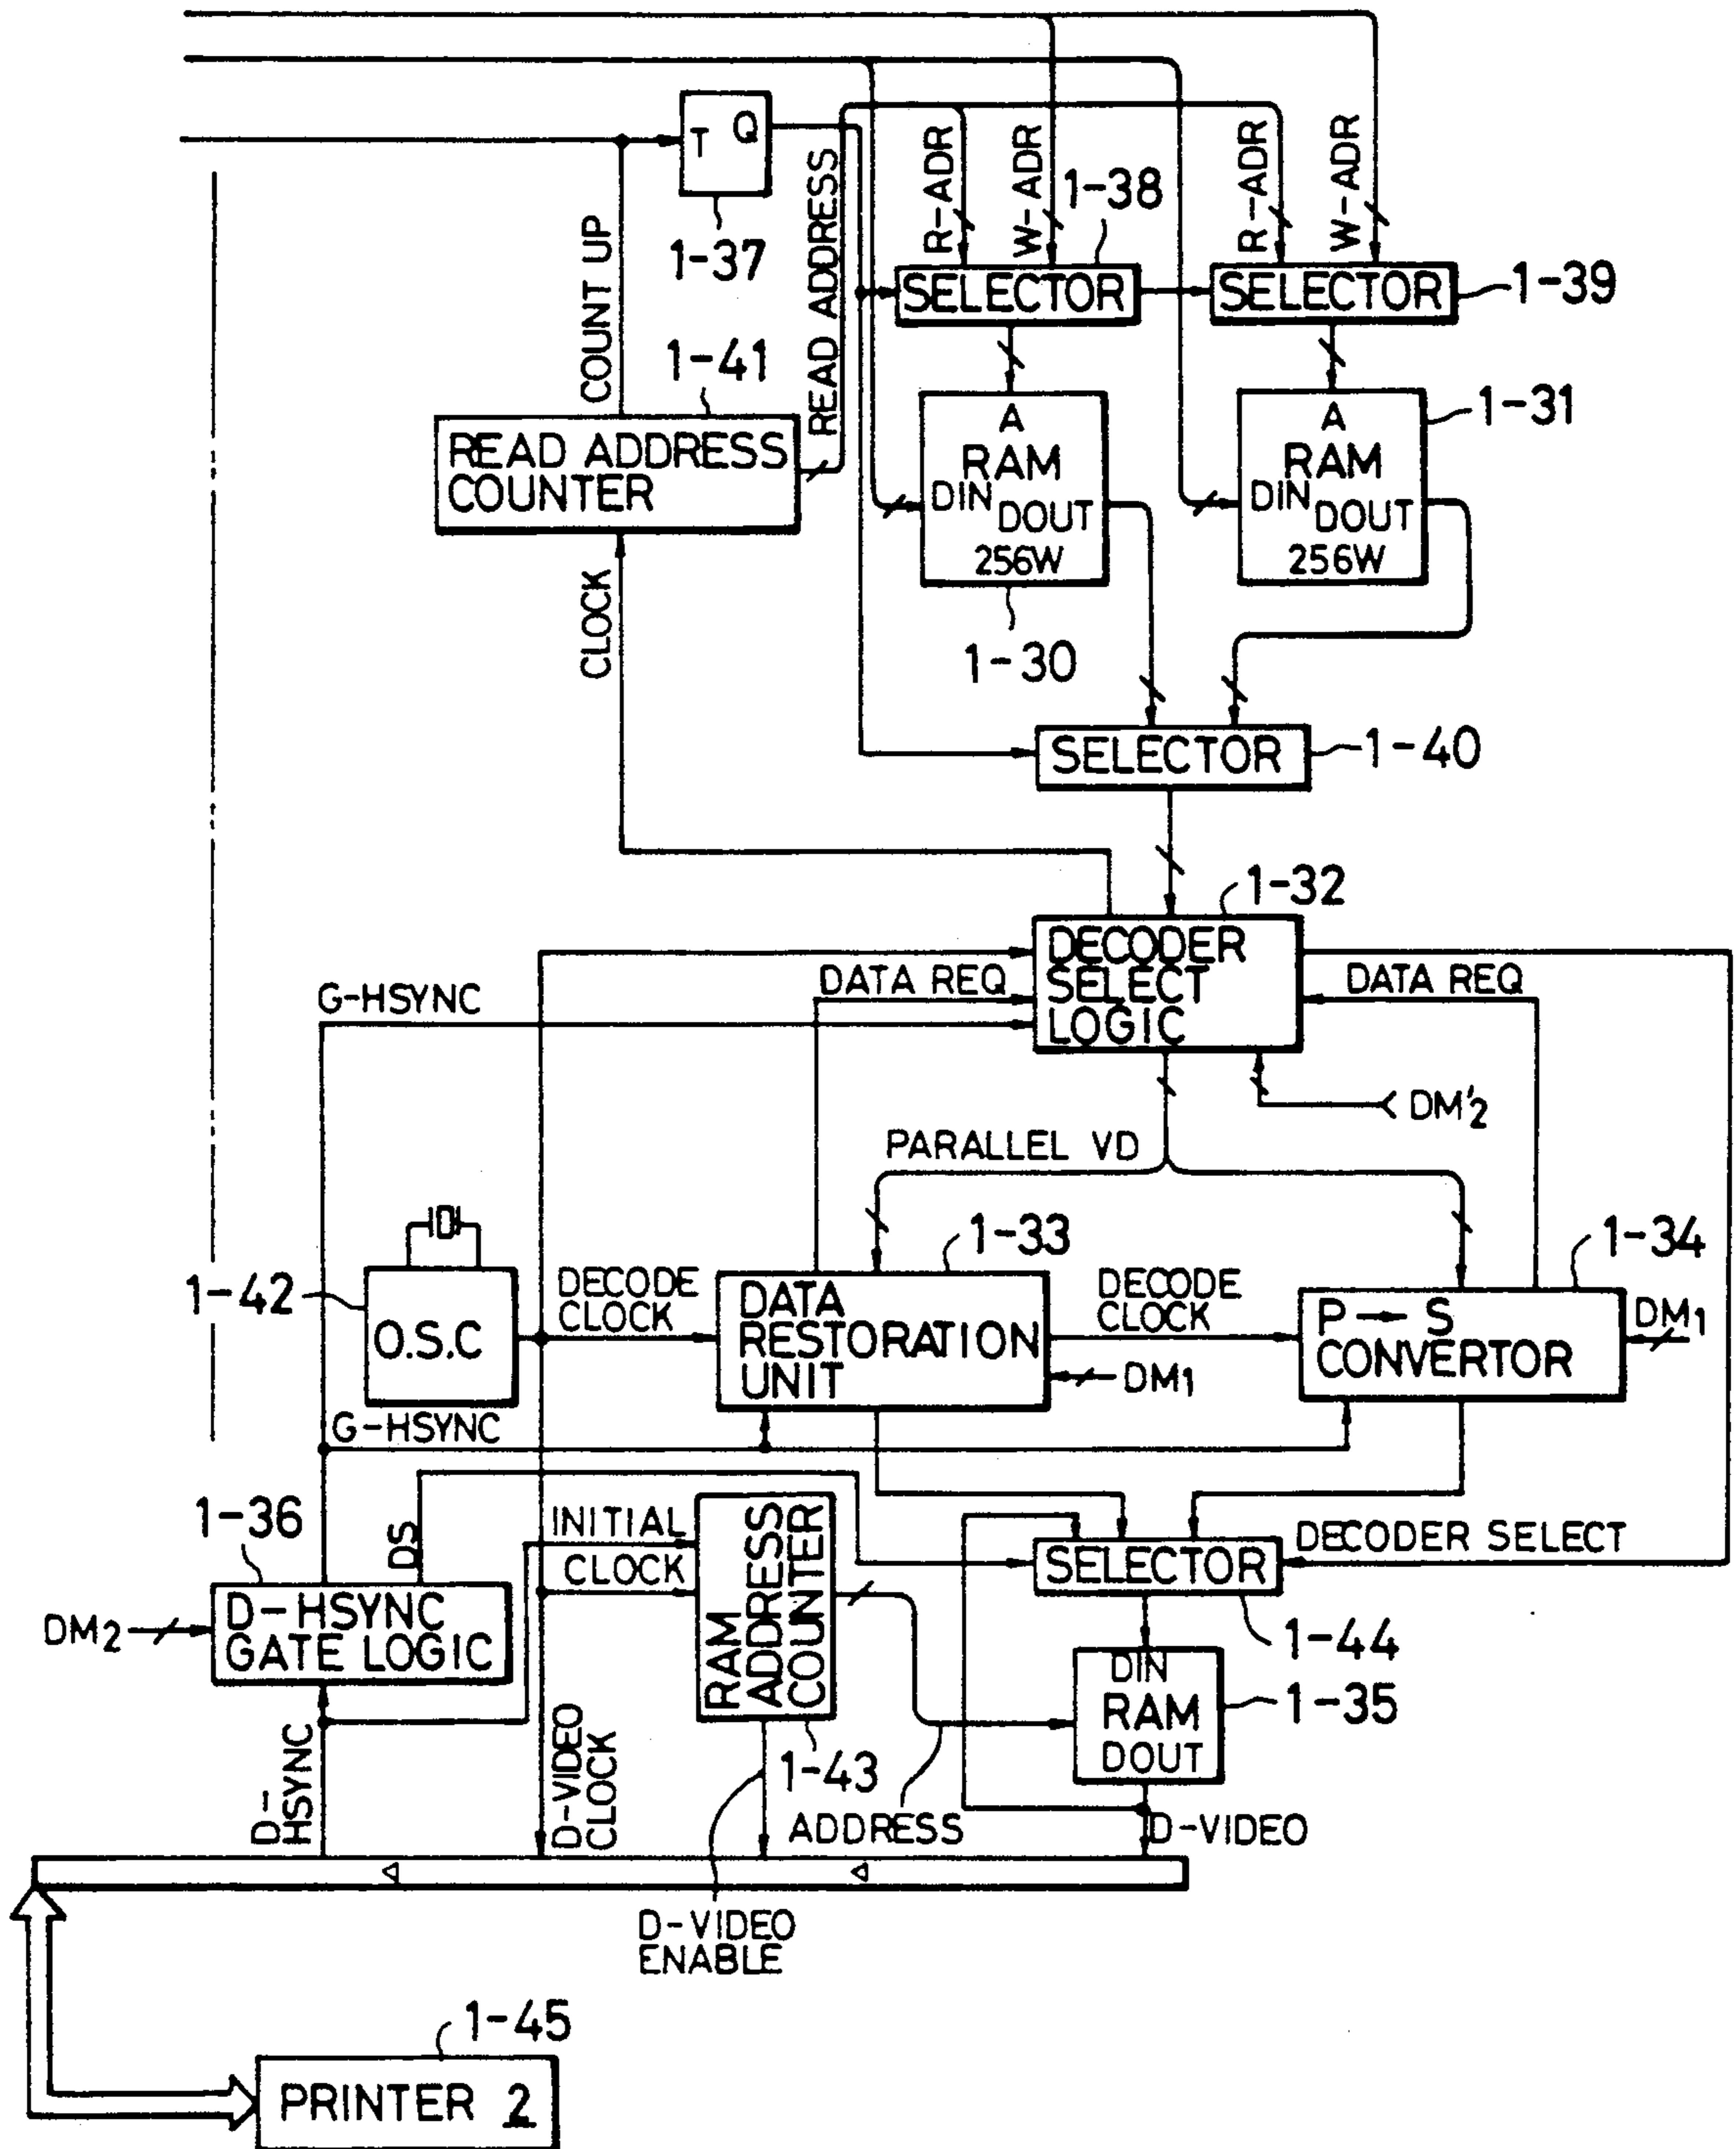 T Q
1-37
COUNT UP
READ ADDRESS
R-ADR
W-ADR
1-38
R-ADR
W-ADR
SELECTOR
SELECTOR
1-39
1-41
READ ADDRESS
COUNTER
A
RAM
DIN
DOUT
256W
1-30
A
RAM
DIN
DOUT
256W
1-31
CLOCK
SELECTOR
1-40
1-32
DECODER
SELECT
LOGIC
DATA REQ
DATA REQ
G-HSYNC
DM'2
PARALLEL VD
1-33
1-34
1-42
O.S.C
DECODE
CLOCK
DATA
RESTORATION
UNIT
DECODE
CLOCK
P → S
CONVERTOR
DM1
DM1
G-HSYNC
1-36
DS
INITIAL
CLOCK
RAM
ADDRESS
COUNTER
SELECTOR
DECODER SELECT
1-44
DM2
D-HSYNC
GATE LOGIC
DIN
RAM
DOUT
1-35
D-
HSYNC
D-VIDEO
CLOCK
1-43
ADDRESS
D-VIDEO
D-VIDEO
ENABLE
1-45
PRINTER 2